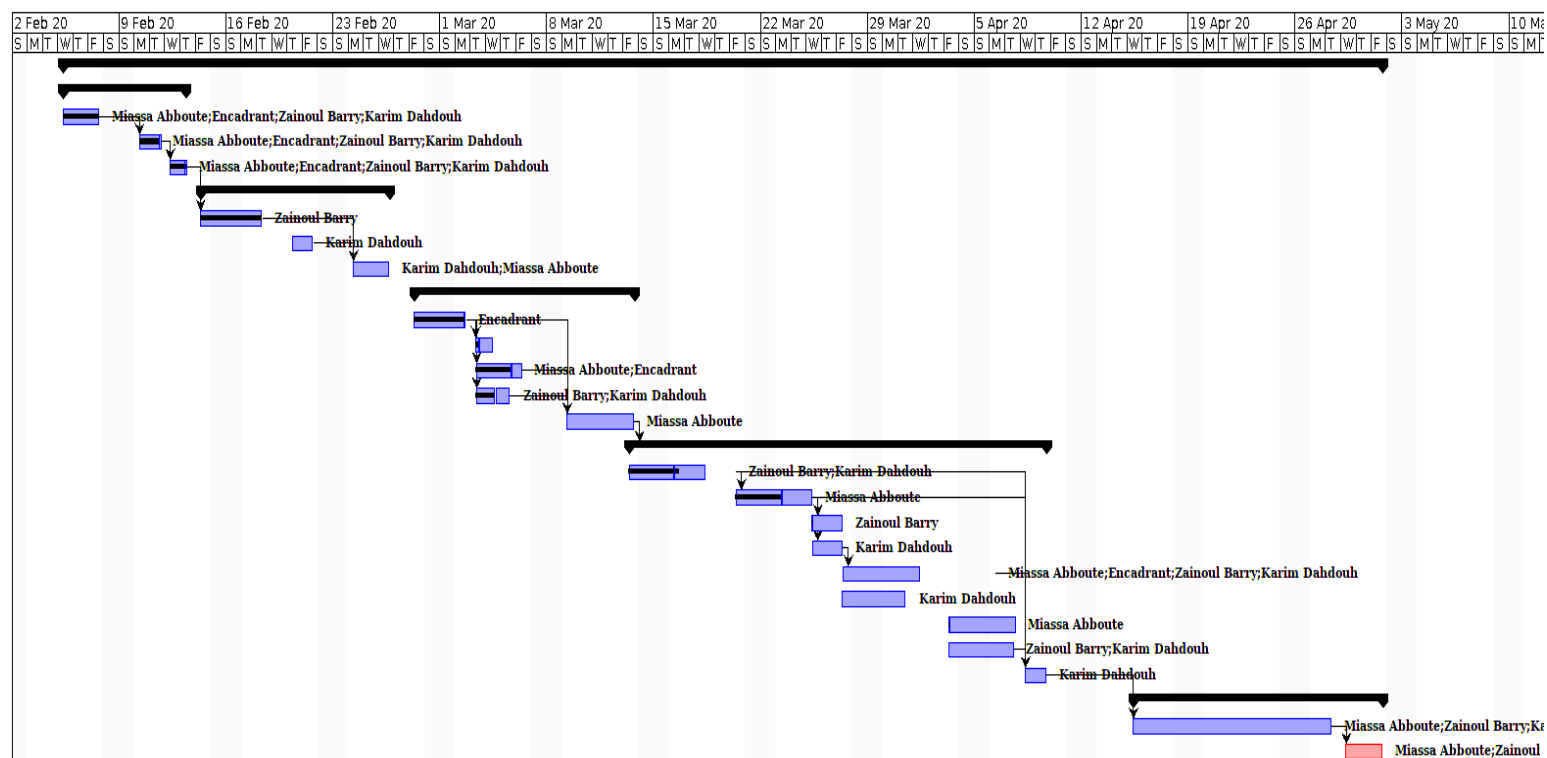 2 Feb 20 9 Feb 20 16 Feb 20 23 Feb 20 1 Mar 20 8 Mar 20 15 Mar 20 22 Mar 20 29 Mar 20 5 Apr 20 12 Apr 20 19 Apr 20 26 Apr 20 3 May 20 10 Ma
S M T W T F S S M T W T F S S M T W T F S S M T W T F S S M T W T F S S M T W T F S S M T W T F S S M T W T F S S M T W T F S S M T W T F S S M T W T F S S M T W T F S S M T W T F S S M T W T F S S M T
Miassa Abboute;Encadrant;Zainoul Barry;Karim Dahdouh
Miassa Abboute;Encadrant;Zainoul Barry;Karim Dahdouh
Miassa Abboute;Encadrant;Zainoul Barry;Karim Dahdouh
Zainoul Barry
Karim Dahdouh
Karim Dahdouh;Miassa Abboute
Encadrant
Miassa Abboute;Encadrant
Zainoul Barry;Karim Dahdouh
Miassa Abboute
Zainoul Barry;Karim Dahdouh
Miassa Abboute
Zainoul Barry
Karim Dahdouh
Miassa Abboute;Encadrant;Zainoul Barry;Karim Dahdouh
Karim Dahdouh
Miassa Abboute
Zainoul Barry;Karim Dahdouh
Karim Dahdouh
Miassa Abboute;Zainoul Barry;Ka
Miassa Abboute;Zainoul